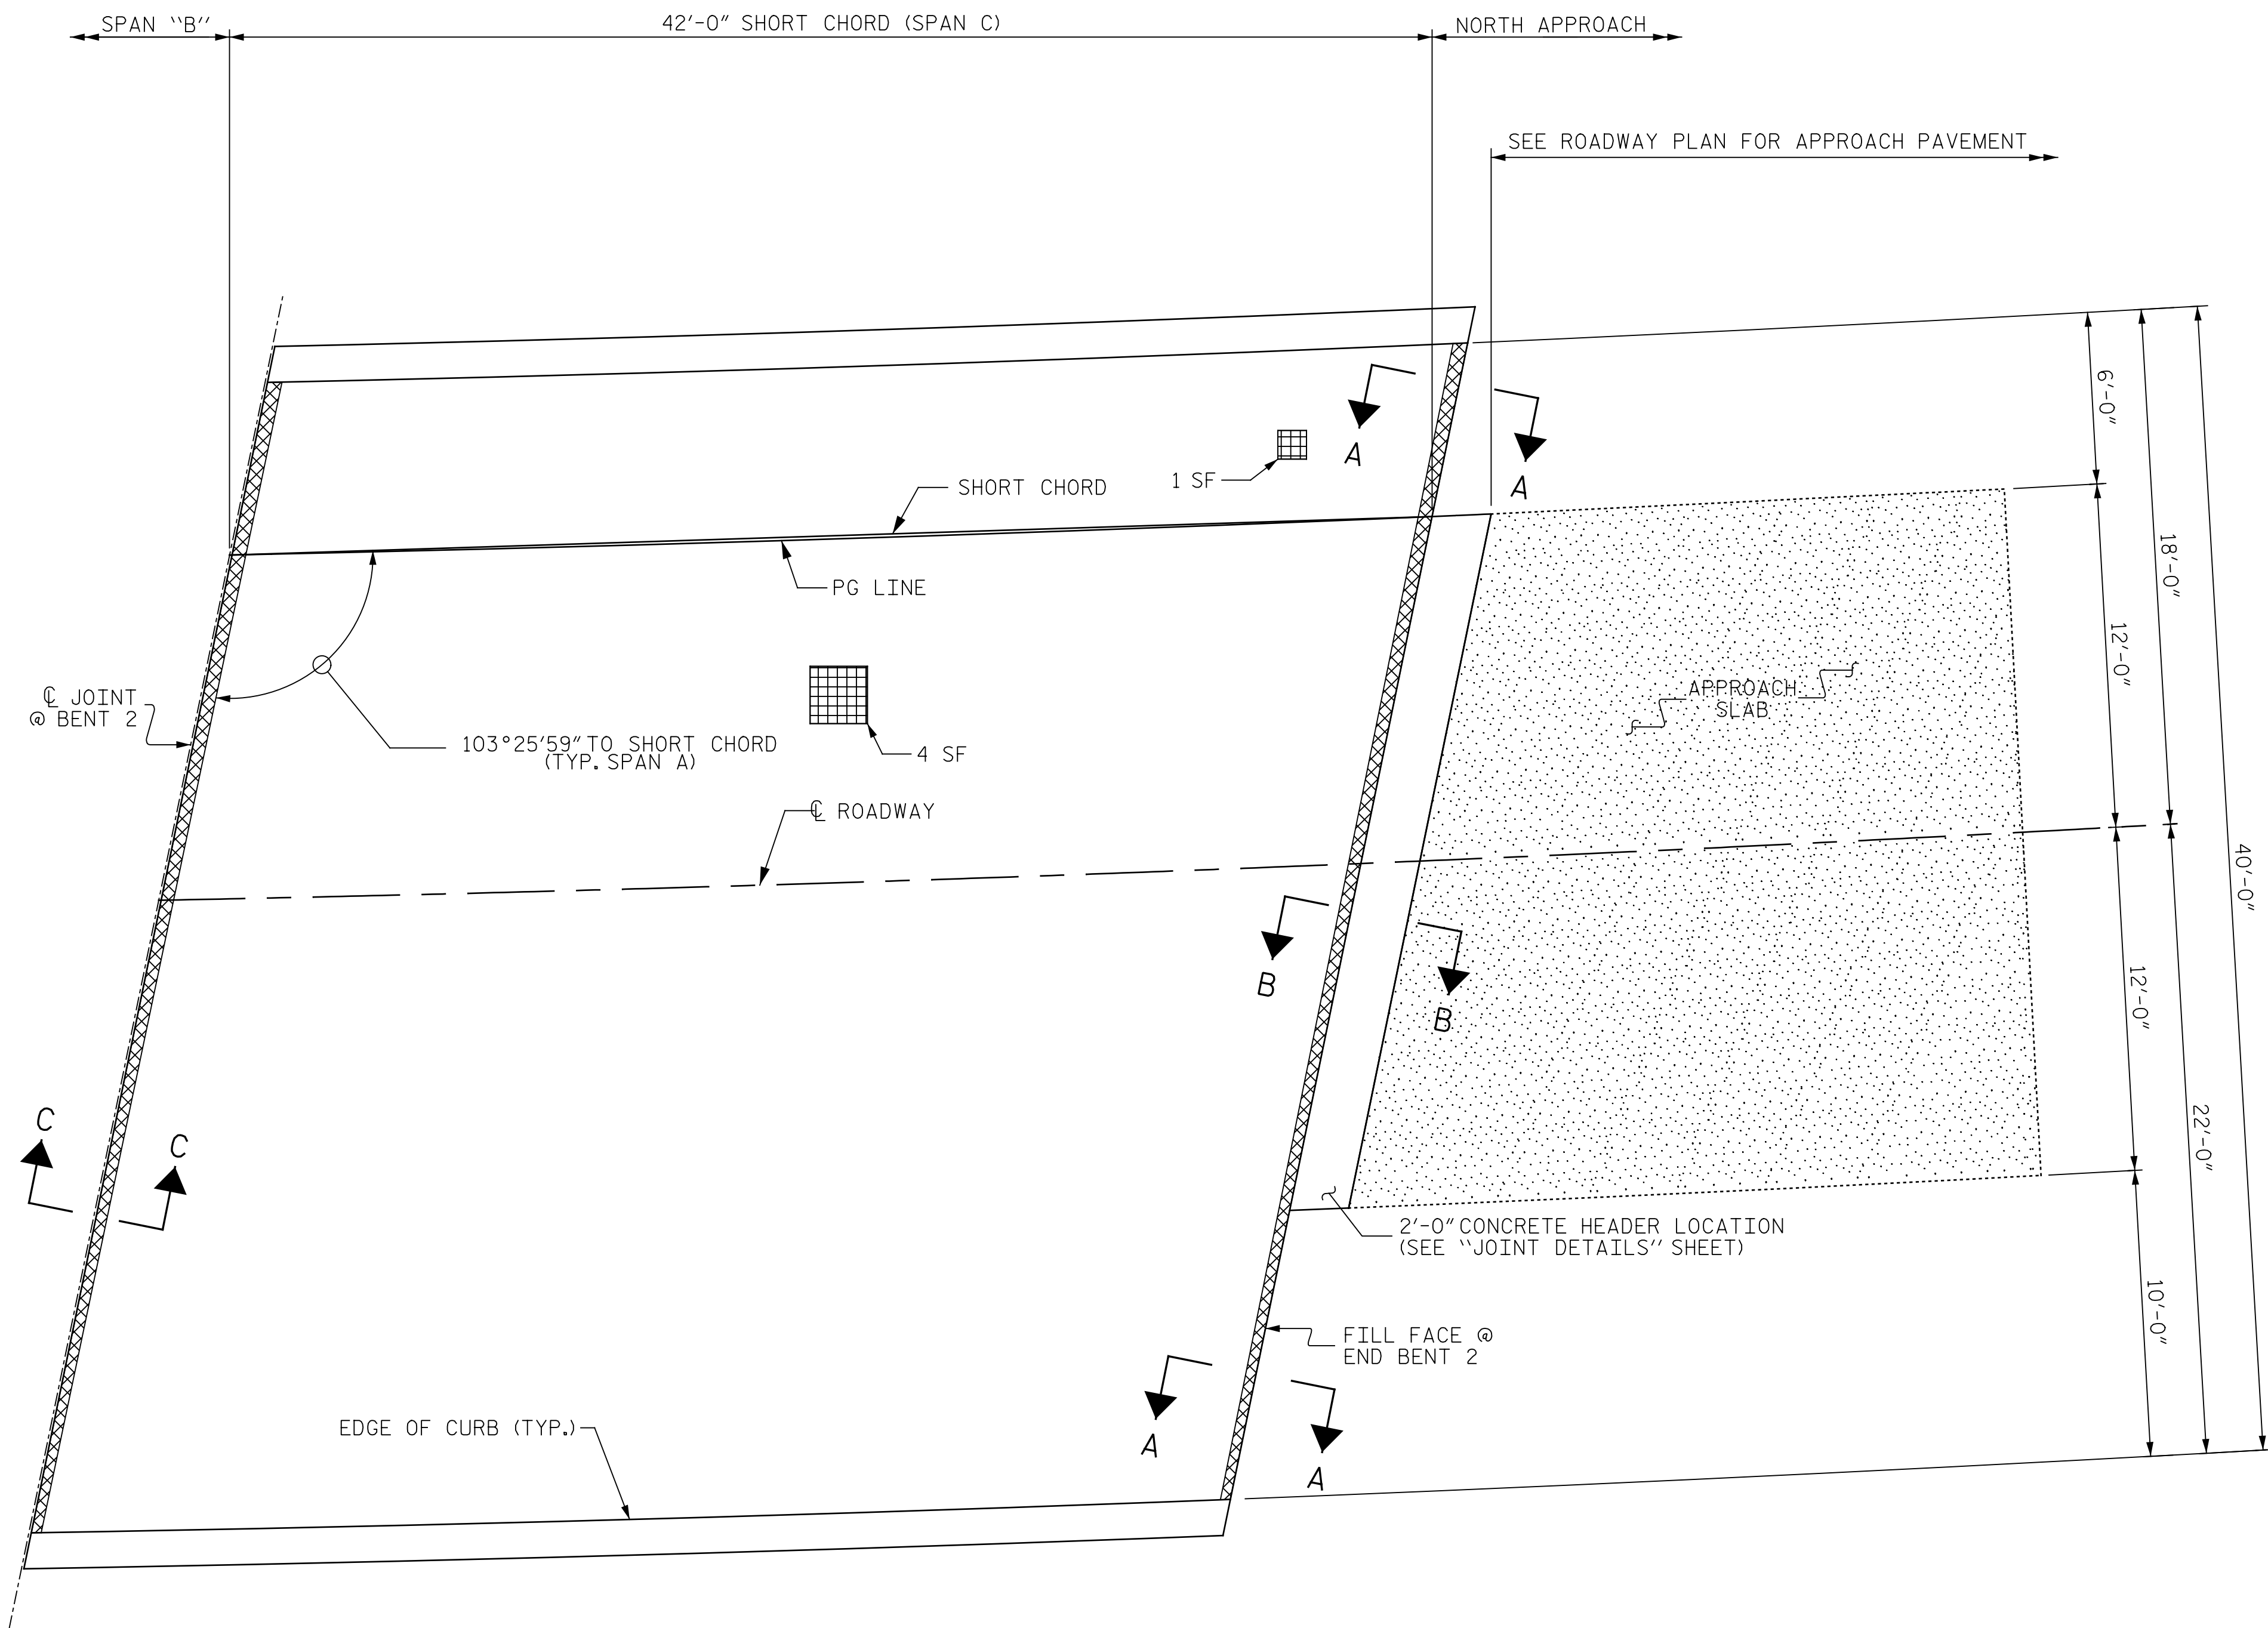 SPAN ‘‘B’’
42'-0" SHORT CHORD (SPAN C)
NORTH APPROACH
SEE ROADWAY PLAN FOR APPROACH PAVEMENT
6'-0"
A
A
1 SF
SHORT CHORD
18'-0"
PG LINE
12'-0"
℄ JOINT
@ BENT 2
APPROACH
SLAB
103°25'59" TO SHORT CHORD
(TYP. SPAN A)
4 SF
℄ ROADWAY
40'-0"
B
B
12'-0"
C
C
22'-0"
2'-0" CONCRETE HEADER LOCATION
(SEE ‘‘JOINT DETAILS’’ SHEET)
10'-0"
FILL FACE @
END BENT 2
EDGE OF CURB (TYP.)
A
A